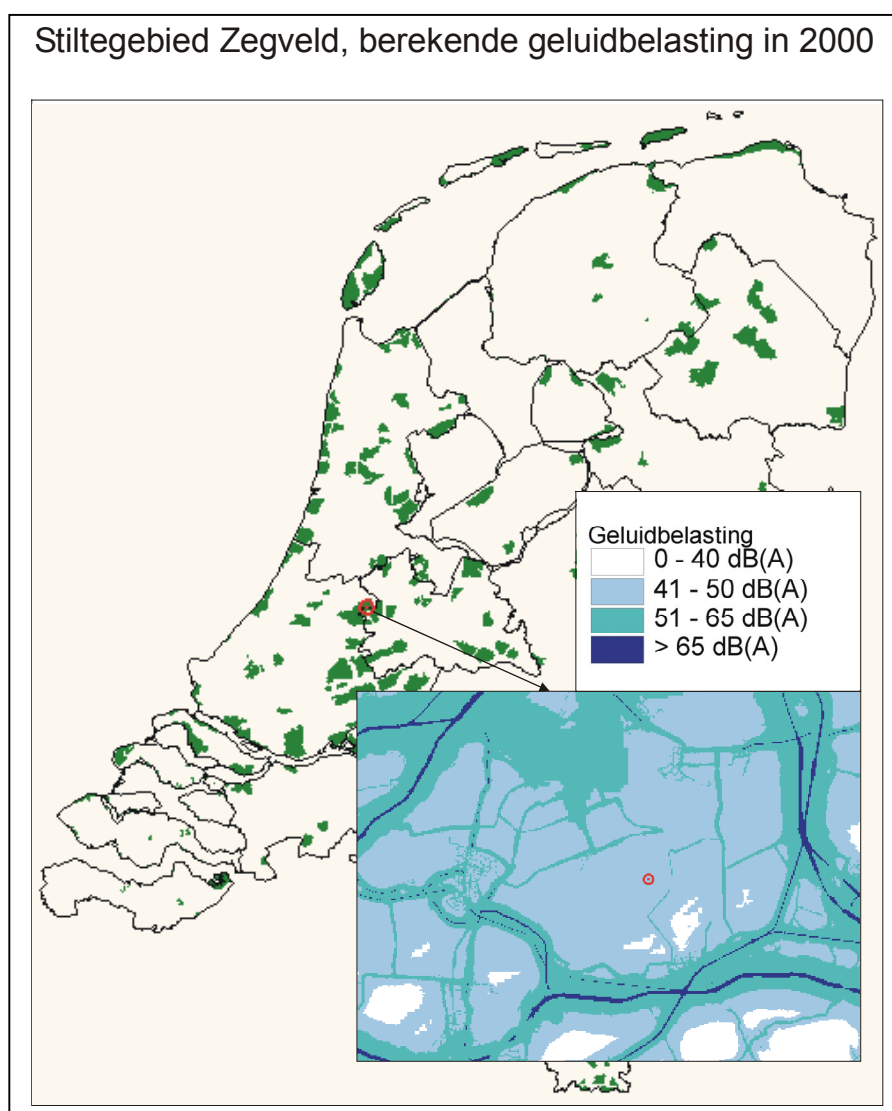 Stiltegebied Zegveld, berekende geluidbelasting in 2000
Geluidbelasting
0 - 40 dB(A)
41 - 50 dB(A)
51 - 65 dB(A)
> 65 dB(A)